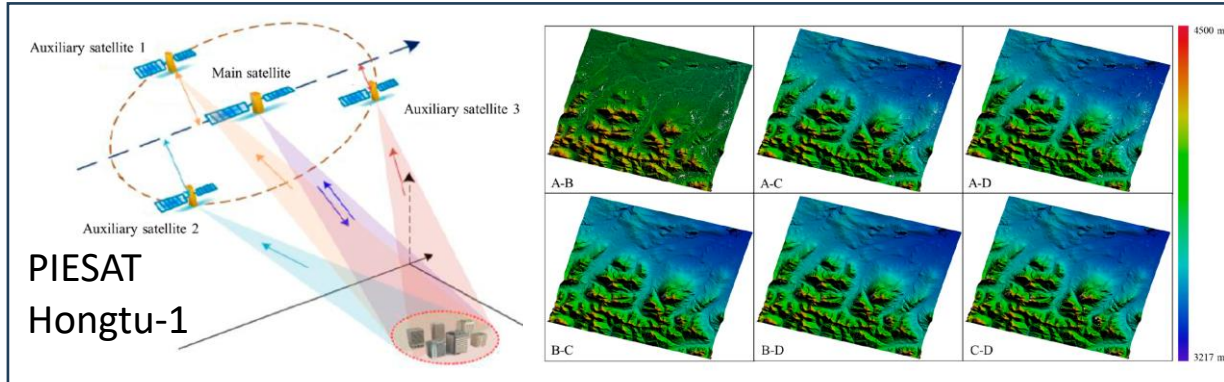 Auxiliary satellite 1
Main satellite
Auxiliary satellite 3
Auxiliary satellite 2
PIESAT
Hongtu-1
A-B
A-C
A-D
B-C
B-D
C-D
4500 m
3217 m